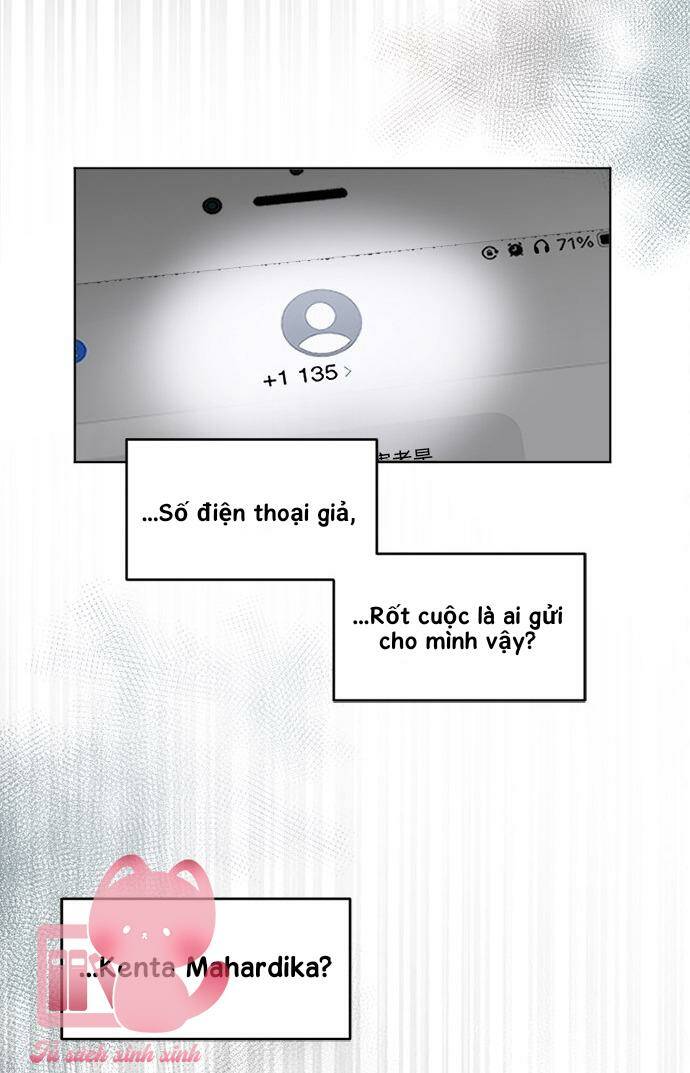 71%
+1 135 >
...Số điện thoại giả,
...Rốt cuộc là ai gửi
cho mình vậy?
...Kenta Mahardika?
Tủ sách xinh xinh